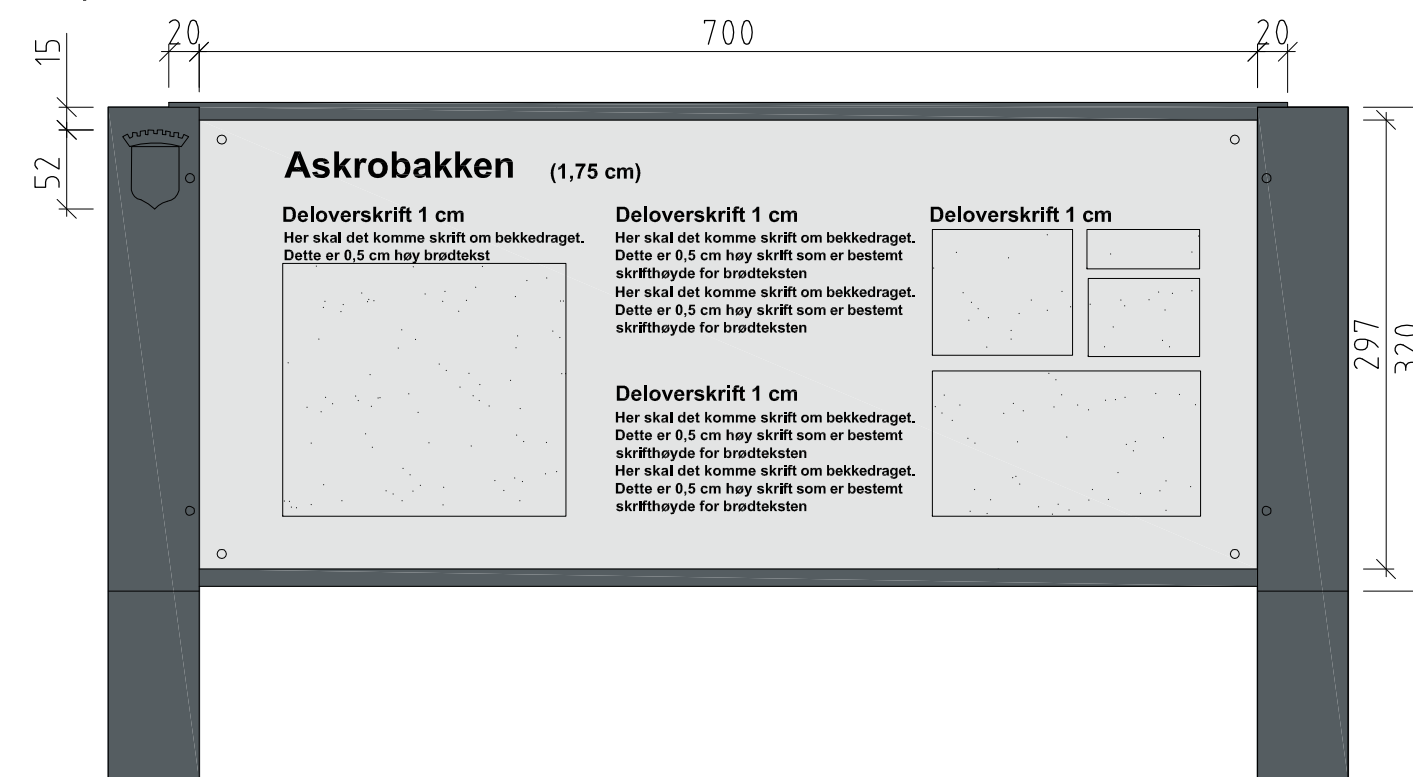 20
700
20
15
52
Askrobakken (1,75 cm)
Deloverskrift 1 cm
Her skal det komme skrift om bekkedraget.
Dette er 0,5 cm høy brødtekst
Deloverskrift 1 cm
Her skal det komme skrift om bekkedraget.
Dette er 0,5 cm høy skrift som er bestemt
skrifthøyde for brødteksten
Her skal det komme skrift om bekkedraget.
Dette er 0,5 cm høy skrift som er bestemt
skrifthøyde for brødteksten
Deloverskrift 1 cm
Her skal det komme skrift om bekkedraget.
Dette er 0,5 cm høy skrift som er bestemt
skrifthøyde for brødteksten
Her skal det komme skrift om bekkedraget.
Dette er 0,5 cm høy skrift som er bestemt
skrifthøyde for brødteksten
Deloverskrift 1 cm
297
320